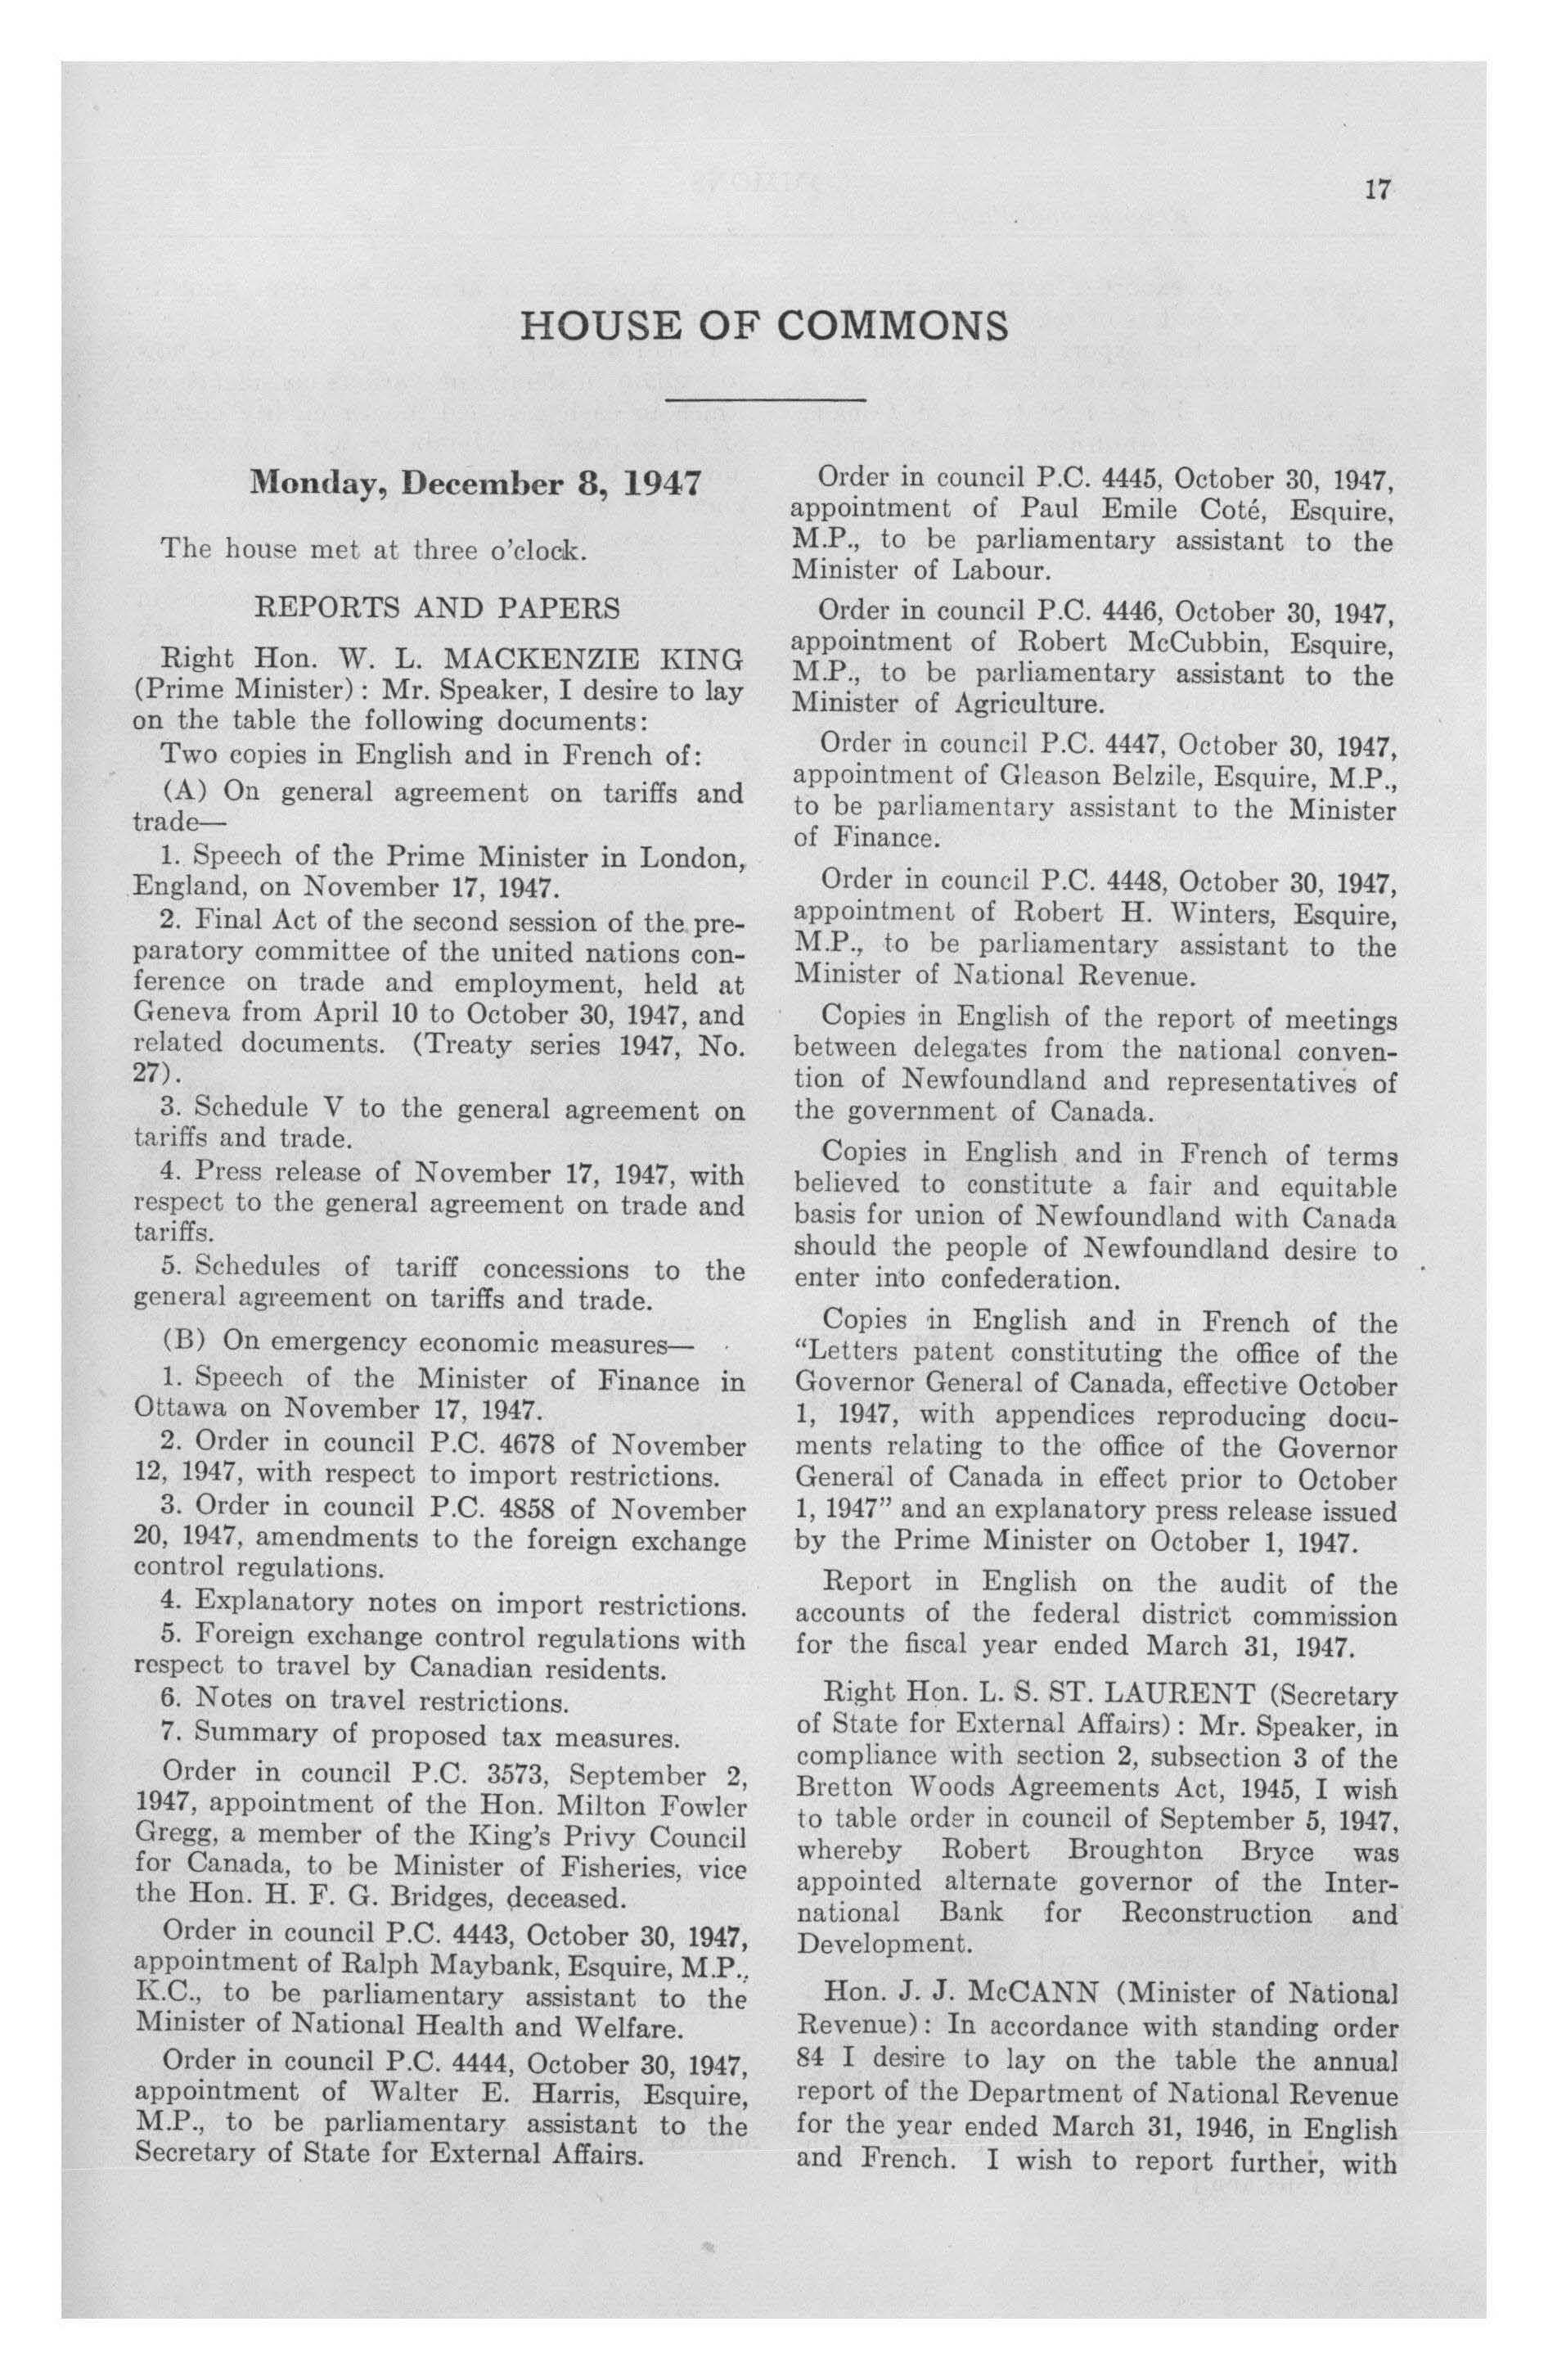 17
HOUSE OF COMMONS
Monday, December 8, 1947
The house met at three o'clock.
REPORTS AND PAPERS
Right Hon. W. L. MACKENZIE KING
(Prime Minister): Mr. Speaker, I desire to lay
on the table the following documents:
Two copies in English and in French of:
(A) On general agreement on tariffs and
trade—
1. Speech of the Prime Minister in London,
England, on November 17, 1947.
2. Final Act of the second session of the pre-
paratory committee of the united nations con-
ference on trade and employment, held at
Geneva from April 10 to October 30, 1947, and
related documents. (Treaty series 1947, No.
27).
3. Schedule V to the general agreement on
tariffs and trade.
4. Press release of November 17, 1947, with
respect to the general agreement on trade and
tariffs.
5. Schedules of tariff concessions to the
general agreement on tariffs and trade.
(B) On emergency economic measures—
1. Speech of the Minister of Finance in
Ottawa on November 17, 1947.
2. Order in council P.C. 4678 of November
12, 1947, with respect to import restrictions.
3. Order in council P.C. 4858 of November
20, 1947, amendments to the foreign exchange
control regulations.
4. Explanatory notes on import restrictions.
5. Foreign exchange control regulations with
respect to travel by Canadian residents.
6. Notes on travel restrictions.
7. Summary of proposed tax measures.
Order in council P.C. 3573, September 2,
1947, appointment of the Hon. Milton Fowler
Gregg, a member of the King's Privy Council
for Canada, to be Minister of Fisheries, vice
the Hon. H. F. G. Bridges, deceased.
Order in council P.C. 4443, October 30, 1947,
appointment of Ralph Maybank, Esquire, M.P.,
K.C., to be parliamentary assistant to the
Minister of National Health and Welfare.
Order in council P.C. 4444, October 30, 1947,
appointment of Walter E. Harris, Esquire,
M.P., to be parliamentary assistant to the
Secretary of State for External Affairs.
Order in council P.C. 4445, October 30, 1947,
appointment of Paul Emile Coté, Esquire,
M.P., to be parliamentary assistant to the
Minister of Labour.
Order in council P.C. 4446, October 30, 1947,
appointment of Robert McCubbin, Esquire,
M.P., to be parliamentary assistant to the
Minister of Agriculture.
Order in council P.C. 4447, October 30, 1947,
appointment of Gleason Belzile, Esquire, M.P.,
to be parliamentary assistant to the Minister
of Finance.
Order in council P.C. 4448, October 30, 1947,
appointment of Robert H. Winters, Esquire,
M.P., to be parliamentary assistant to the
Minister of National Revenue.
Copies in English of the report of meetings
between delegates from the national conven-
tion of Newfoundland and representatives of
the government of Canada.
Copies in English and in French of terms
believed to constitute a fair and equitable
basis for union of Newfoundland with Canada
should the people of Newfoundland desire to
enter into confederation.
Copies in English and in French of the
"Letters patent constituting the office of the
Governor General of Canada, effective October
1, 1947, with appendices reproducing docu-
ments relating to the office of the Governor
General of Canada in effect prior to October
1, 1947" and an explanatory press release issued
by the Prime Minister on October 1, 1947.
Report in English on the audit of the
accounts of the federal district commission
for the fiscal year ended March 31, 1947.
Right Hon. L. S. ST. LAURENT (Secretary
of State for External Affairs): Mr. Speaker, in
compliance with section 2, subsection 3 of the
Bretton Woods Agreements Act, 1945, I wish
to table order in council of September 5, 1947,
whereby Robert Broughton Bryce was
appointed alternate governor of the Inter-
national Bank for Reconstruction and
Development.
Hon. J. J. McCANN (Minister of National
Revenue): In accordance with standing order
84 I desire to lay on the table the annual
report of the Department of National Revenue
for the year ended March 31, 1946, in English
and French. I wish to report further, with